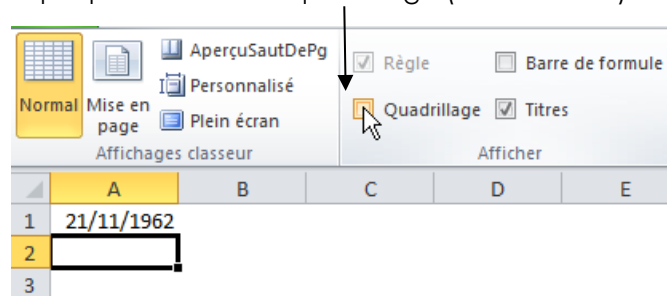 AperçuSautDePg
Règle
Barre de formule
Personnalisé
Normal
Mise en
page
Plein écran
Quadrillage
Titres
Affichages classeur
Afficher
A B C D E
1 21/11/1962
2
3